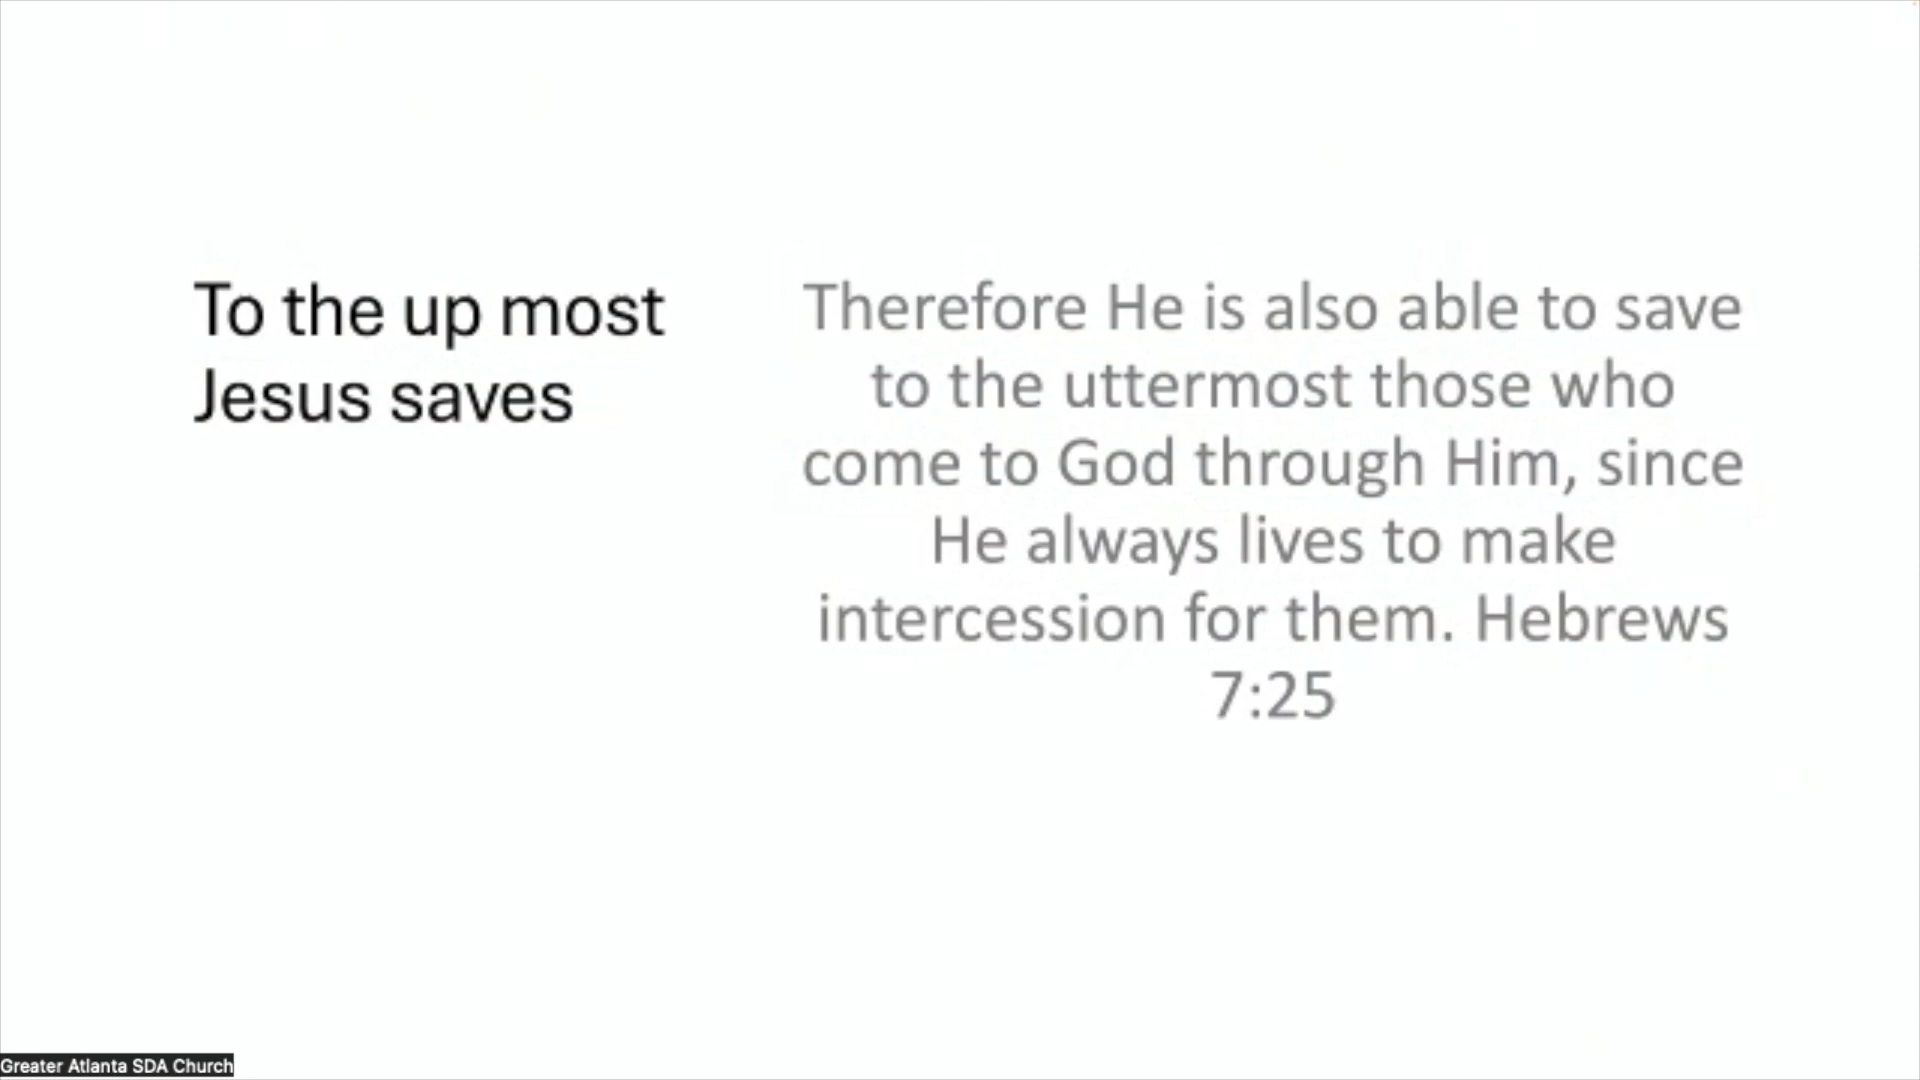 To the up most
Jesus saves
Therefore He is also able to save
to the uttermost those who
come to God through Him, since
He always lives to make
intercession for them. Hebrews
7:25
Greater Atlanta SDA Church